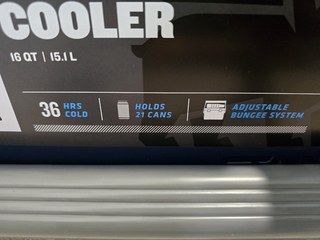 COOLER
16 QT | 15.1 L
36 HRS COLD
HOLDS 21 CANS
ADJUSTABLE BUNGEE SYSTEM